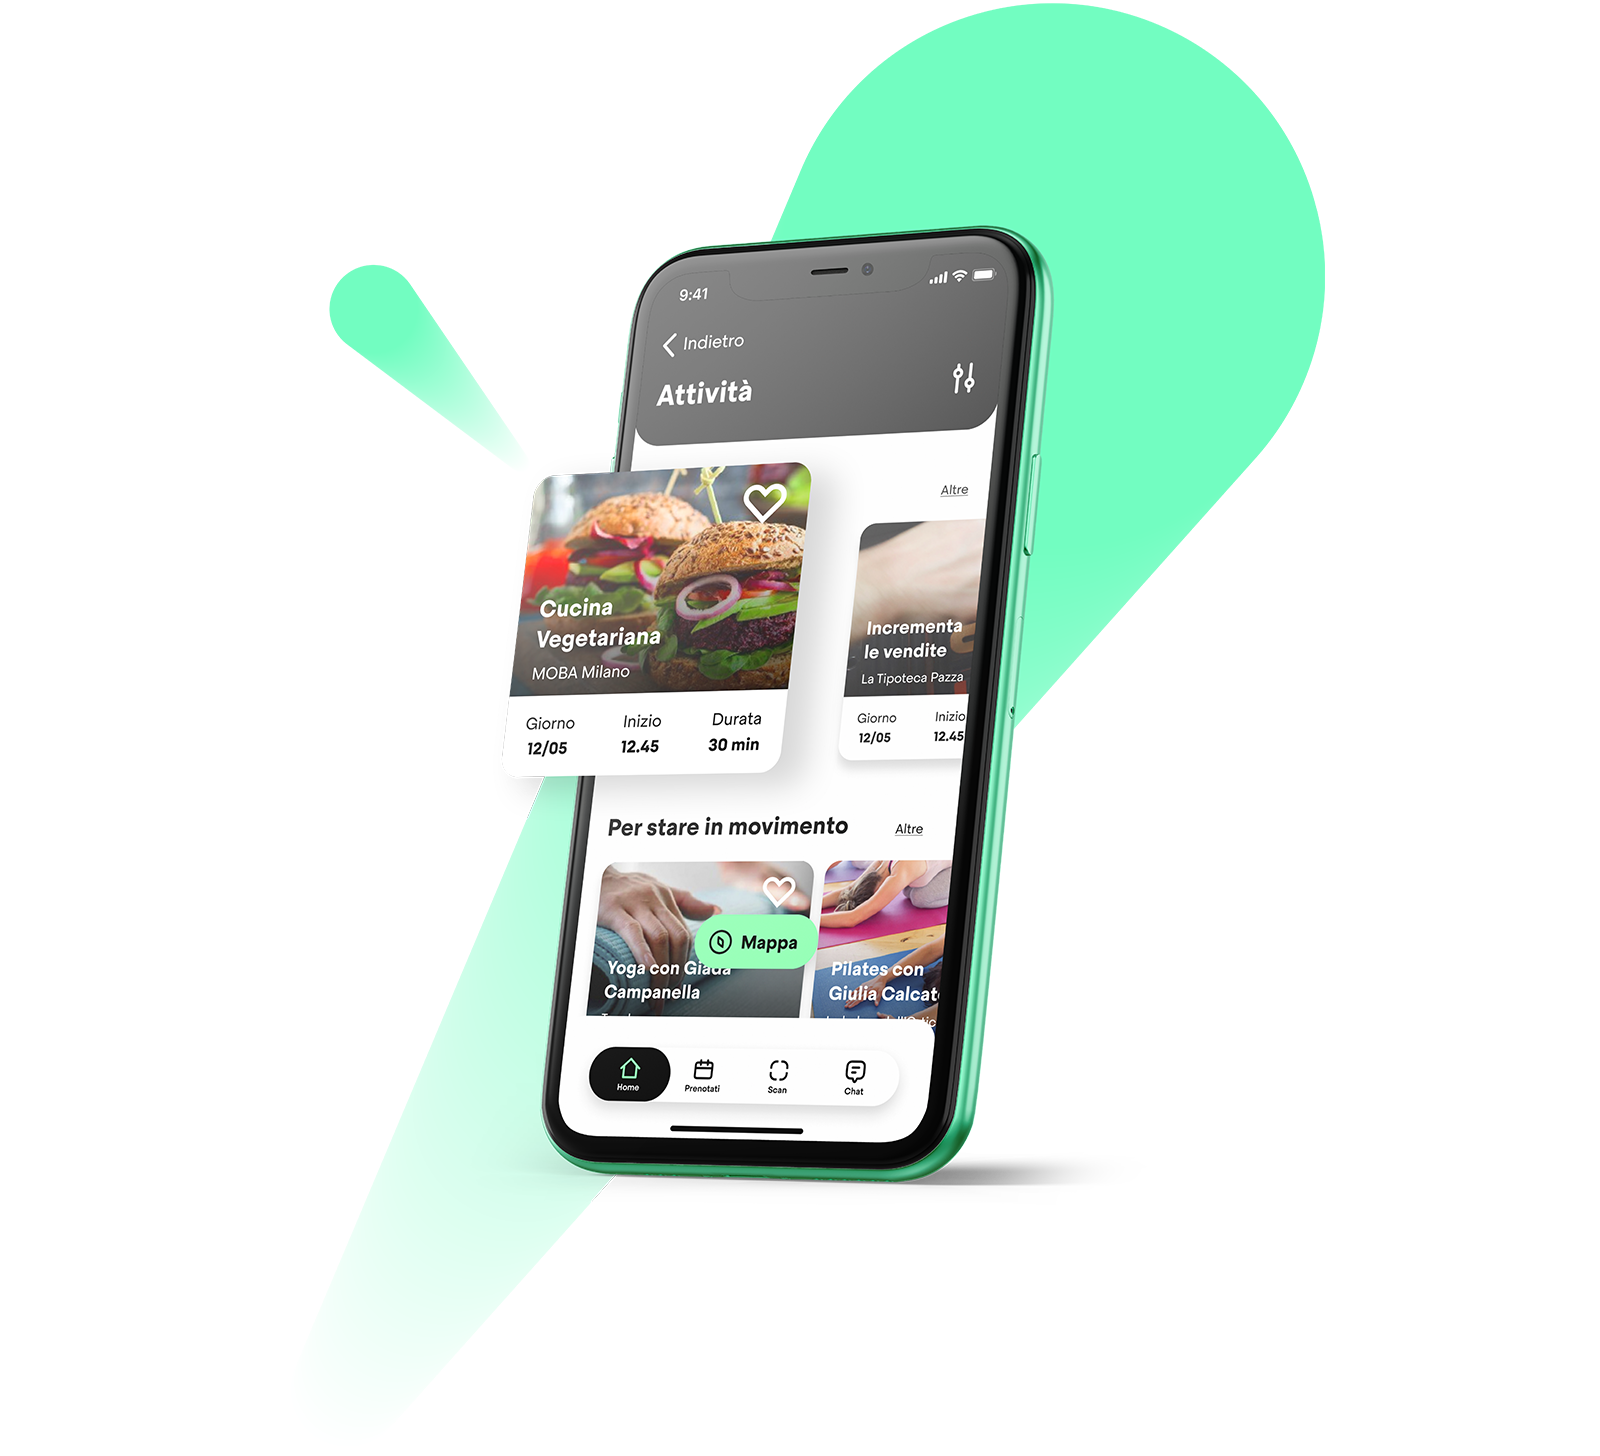 9:41
Indietro
Attività
Altre
Cucina
Vegetariana
MOBA Milano
Giorno Inizio Durata
12/05 12.45 30 min
Incrementa
le vendite
La Tipoteca Pazza
Giorno Inizio
12/05 12.45
Per stare in movimento
Altre
Mappa
Yoga con Giada
Campanella
Pilates con
Giulia Calcat
Home
Prenotati
Scan
Chat